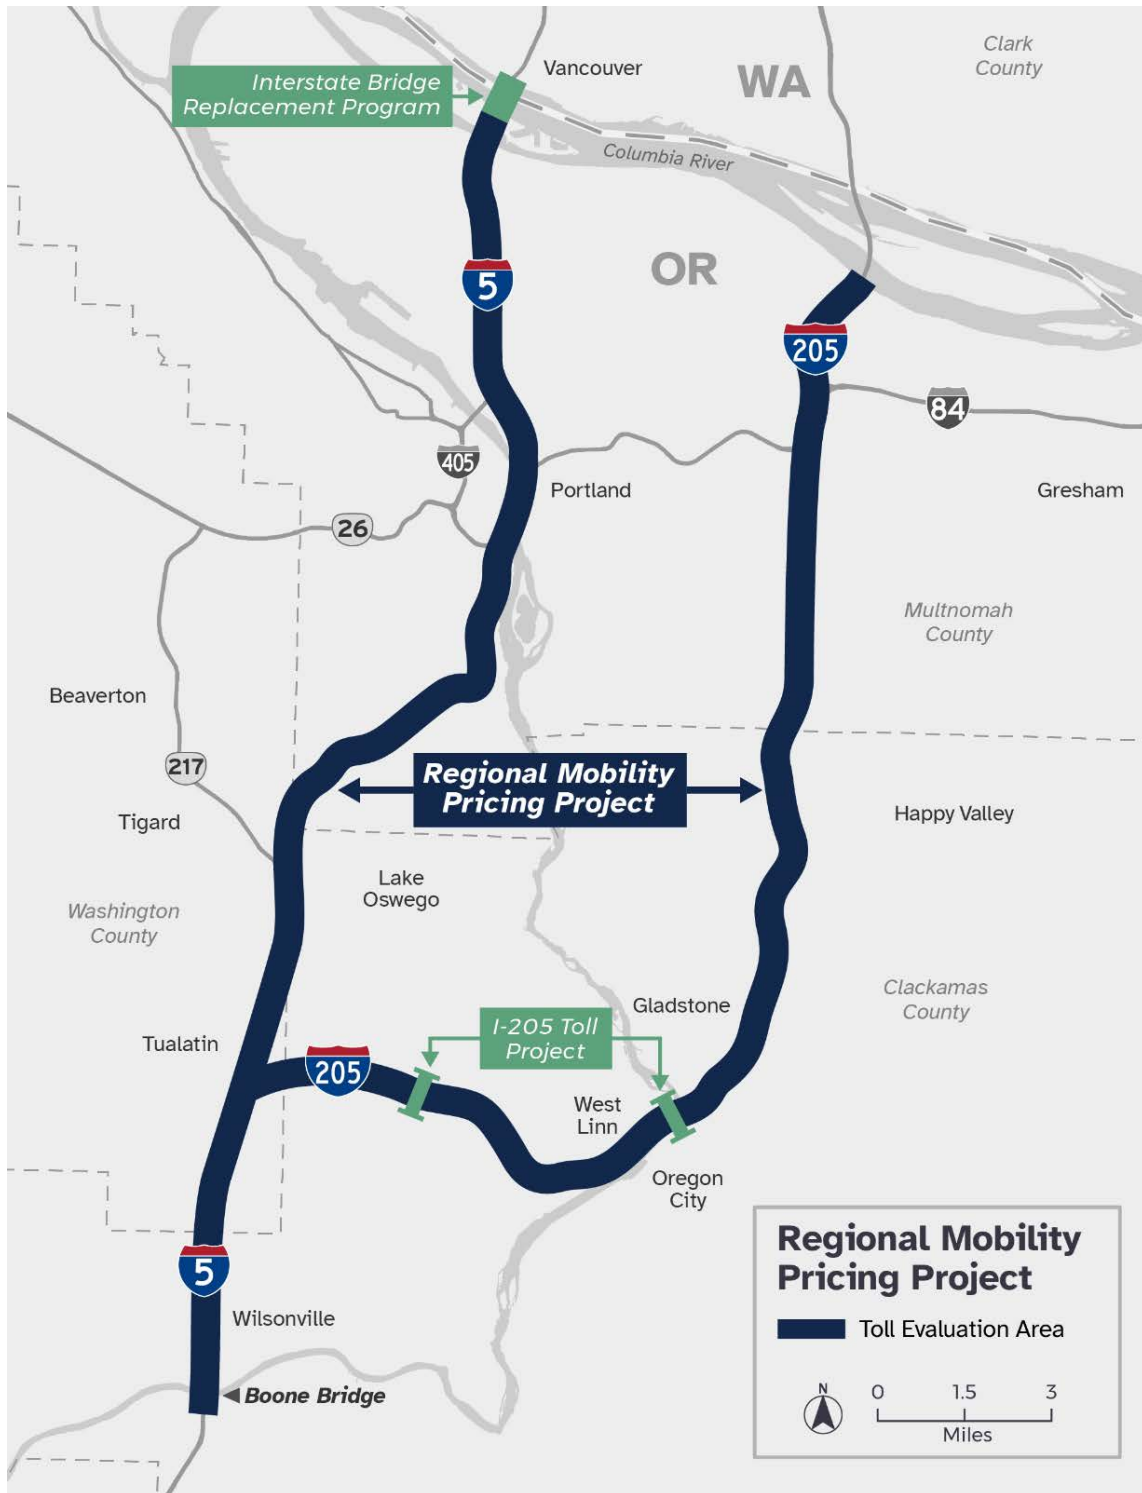 Clark
County
WA
Vancouver
Interstate Bridge
Replacement Program
Columbia River
OR
5
205
84
405
Portland
Gresham
26
Multnomah
County
Beaverton
217
Regional Mobility
Pricing Project
Happy Valley
Tigard
Lake
Oswego
Washington
County
Clackamas
County
Gladstone
I-205 Toll
Project
Tualatin
205
West
Linn
Oregon
City
5
Wilsonville
Boone Bridge
Regional Mobility
Pricing Project
Toll Evaluation Area
N
0 1.5 3
Miles